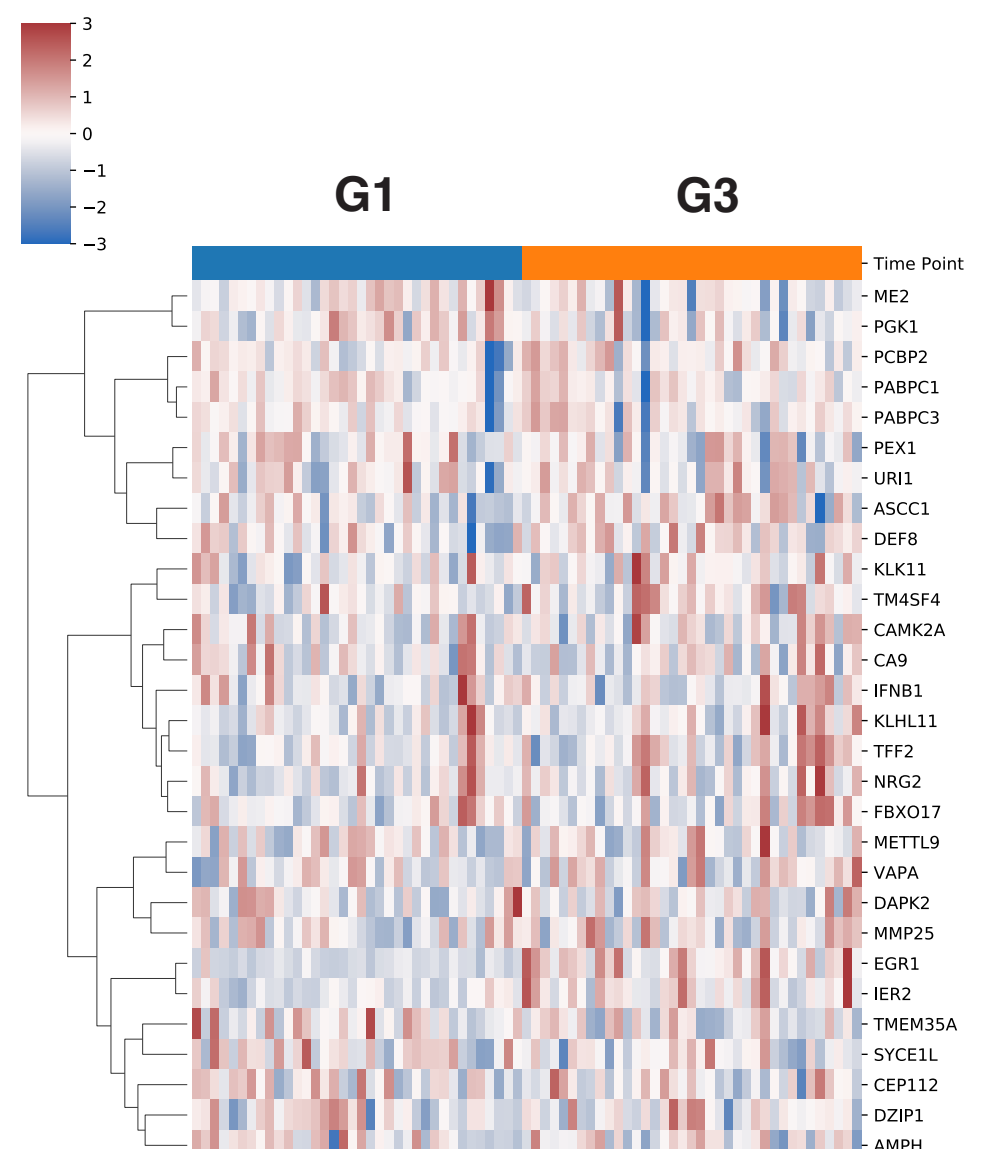 3
2
1
0
−1
−2
−3
G1 G3
Time Point
ME2
PGK1
PCBP2
PABPC1
PABPC3
PEX1
URI1
ASCC1
DEF8
KLK11
TM4SF4
CAMK2A
CA9
IFNB1
KLHL11
TFF2
NRG2
FBXO17
METTL9
VAPA
DAPK2
MMP25
EGR1
IER2
TMEM35A
SYCE1L
CEP112
DZIP1
AMPH